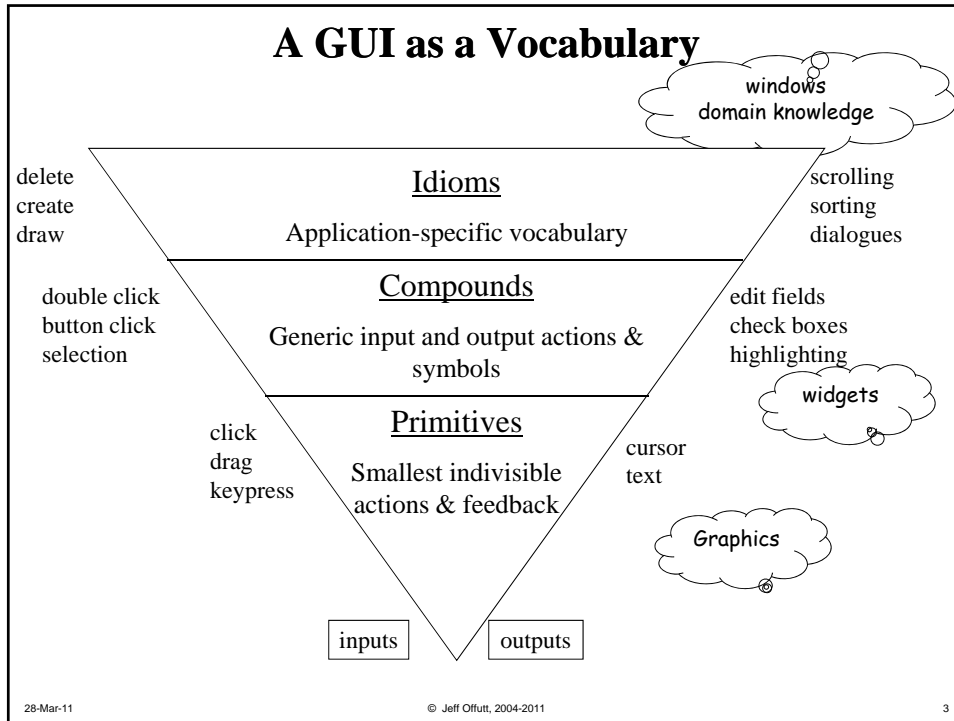 A GUI as a Vocabulary
windows
domain knowledge
delete
create
draw
Idioms
Application-specific vocabulary
scrolling
sorting
dialogues
double click
button click
selection
Compounds
Generic input and output actions &
symbols
edit fields
check boxes
highlighting
widgets
click
drag
keypress
Primitives
Smallest indivisible
actions & feedback
cursor
text
Graphics
inputs
outputs
28-Mar-11
© Jeff Offutt, 2004-2011
3